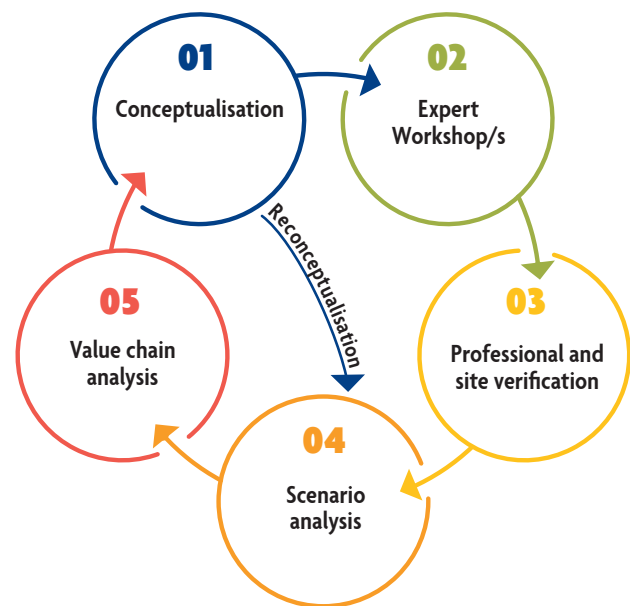 01
Conceptualisation
02
Expert
Workshop/s
Reconceptualisation
03
Professional and
site verification
04
Scenario
analysis
05
Value chain
analysis